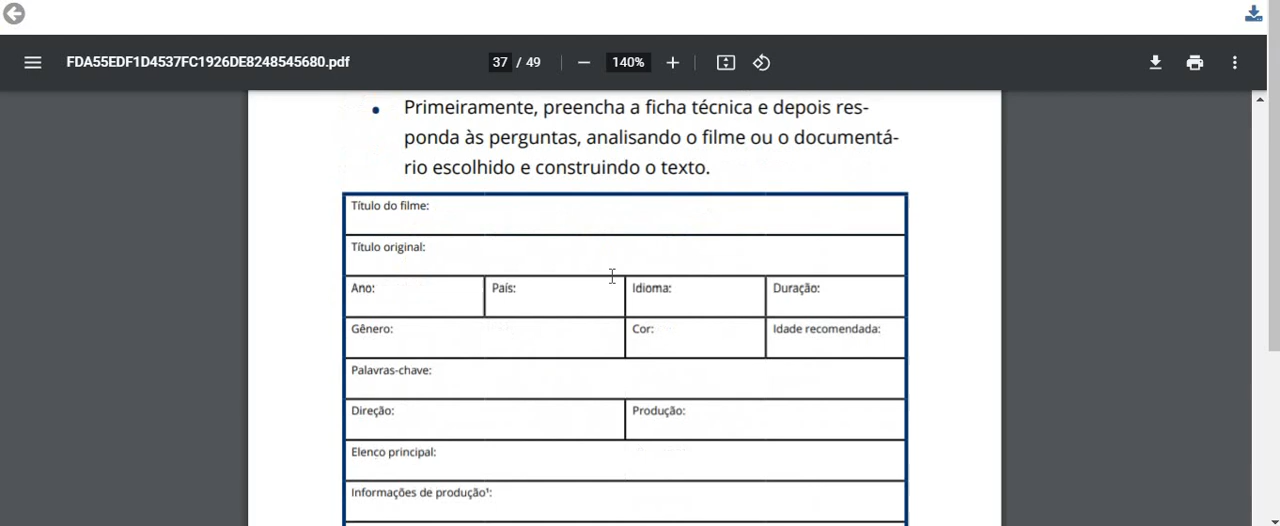 FDA55EDF1D4537FC1926DE8248545680.pdf 37 / 49 140%
Primeiramente, preencha a ficha técnica e depois res-
ponda às perguntas, analisando o filme ou o documentá-
rio escolhido e construindo o texto.
Título do filme:
Título original:
Ano: País: Idioma: Duração:
Gênero: Cor: Idade recomendada:
Palavras-chave:
Direção: Produção:
Elenco principal:
Informações de produção¹: